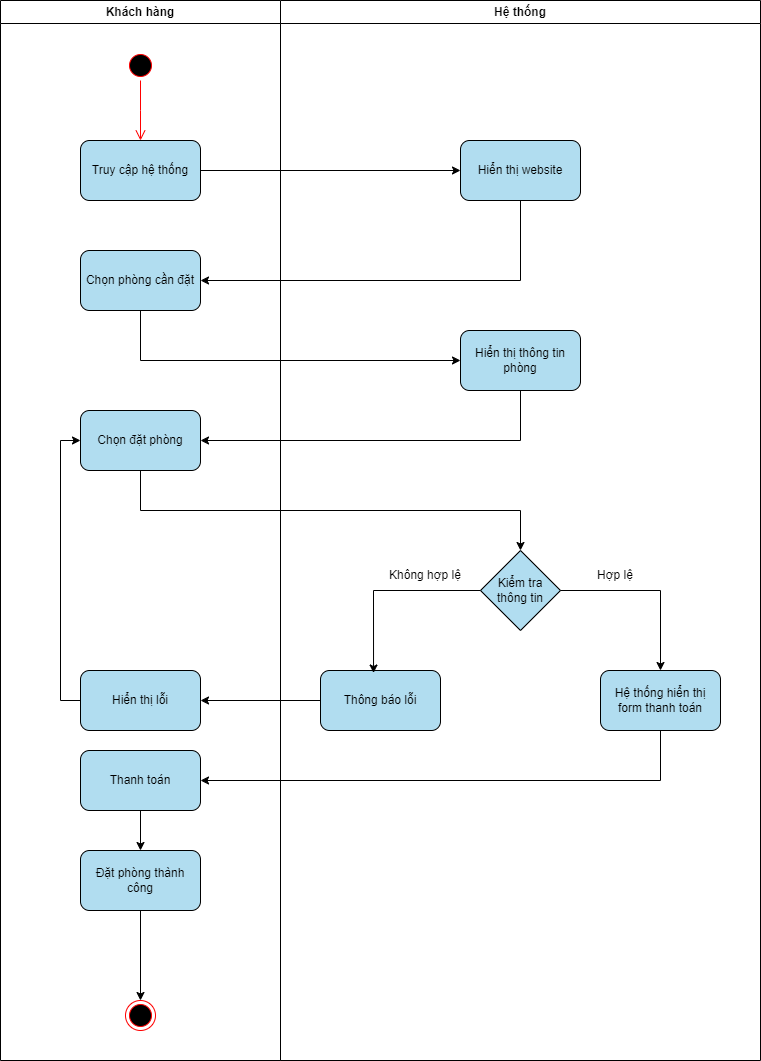 Khách hàng
Hệ thống
Truy cập hệ thống
Hiển thị website
Chọn phòng cần đặt
Hiển thị thông tin
phòng
Chọn đặt phòng
Không hợp lệ
Kiểm tra
thông tin
Hợp lệ
Hiển thị lỗi
Thông báo lỗi
Hệ thống hiển thị
form thanh toán
Thanh toán
Đặt phòng thành
công